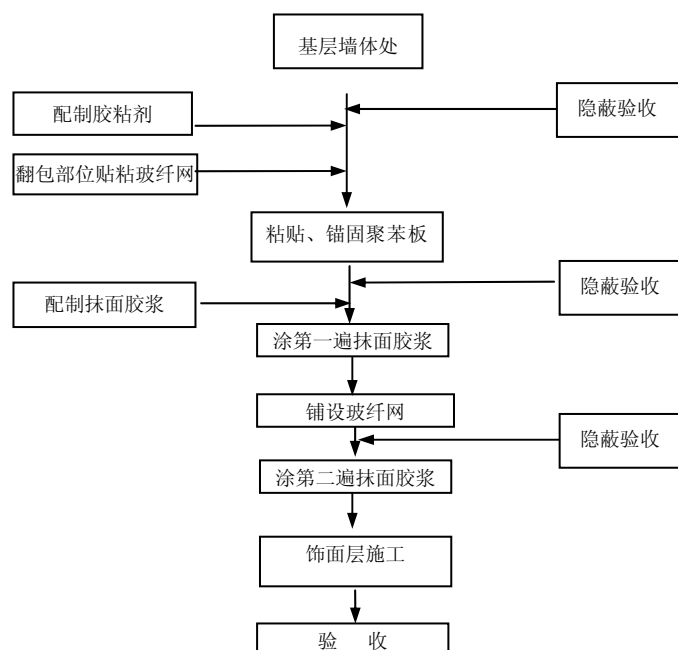 基层墙体处
配制胶粘剂
隐蔽验收
翻包部位贴粘玻纤网
粘贴、锚固聚苯板
配制抹面胶浆
隐蔽验收
涂第一遍抹面胶浆
铺设玻纤网
隐蔽验收
涂第二遍抹面胶浆
饰面层施工
验 收